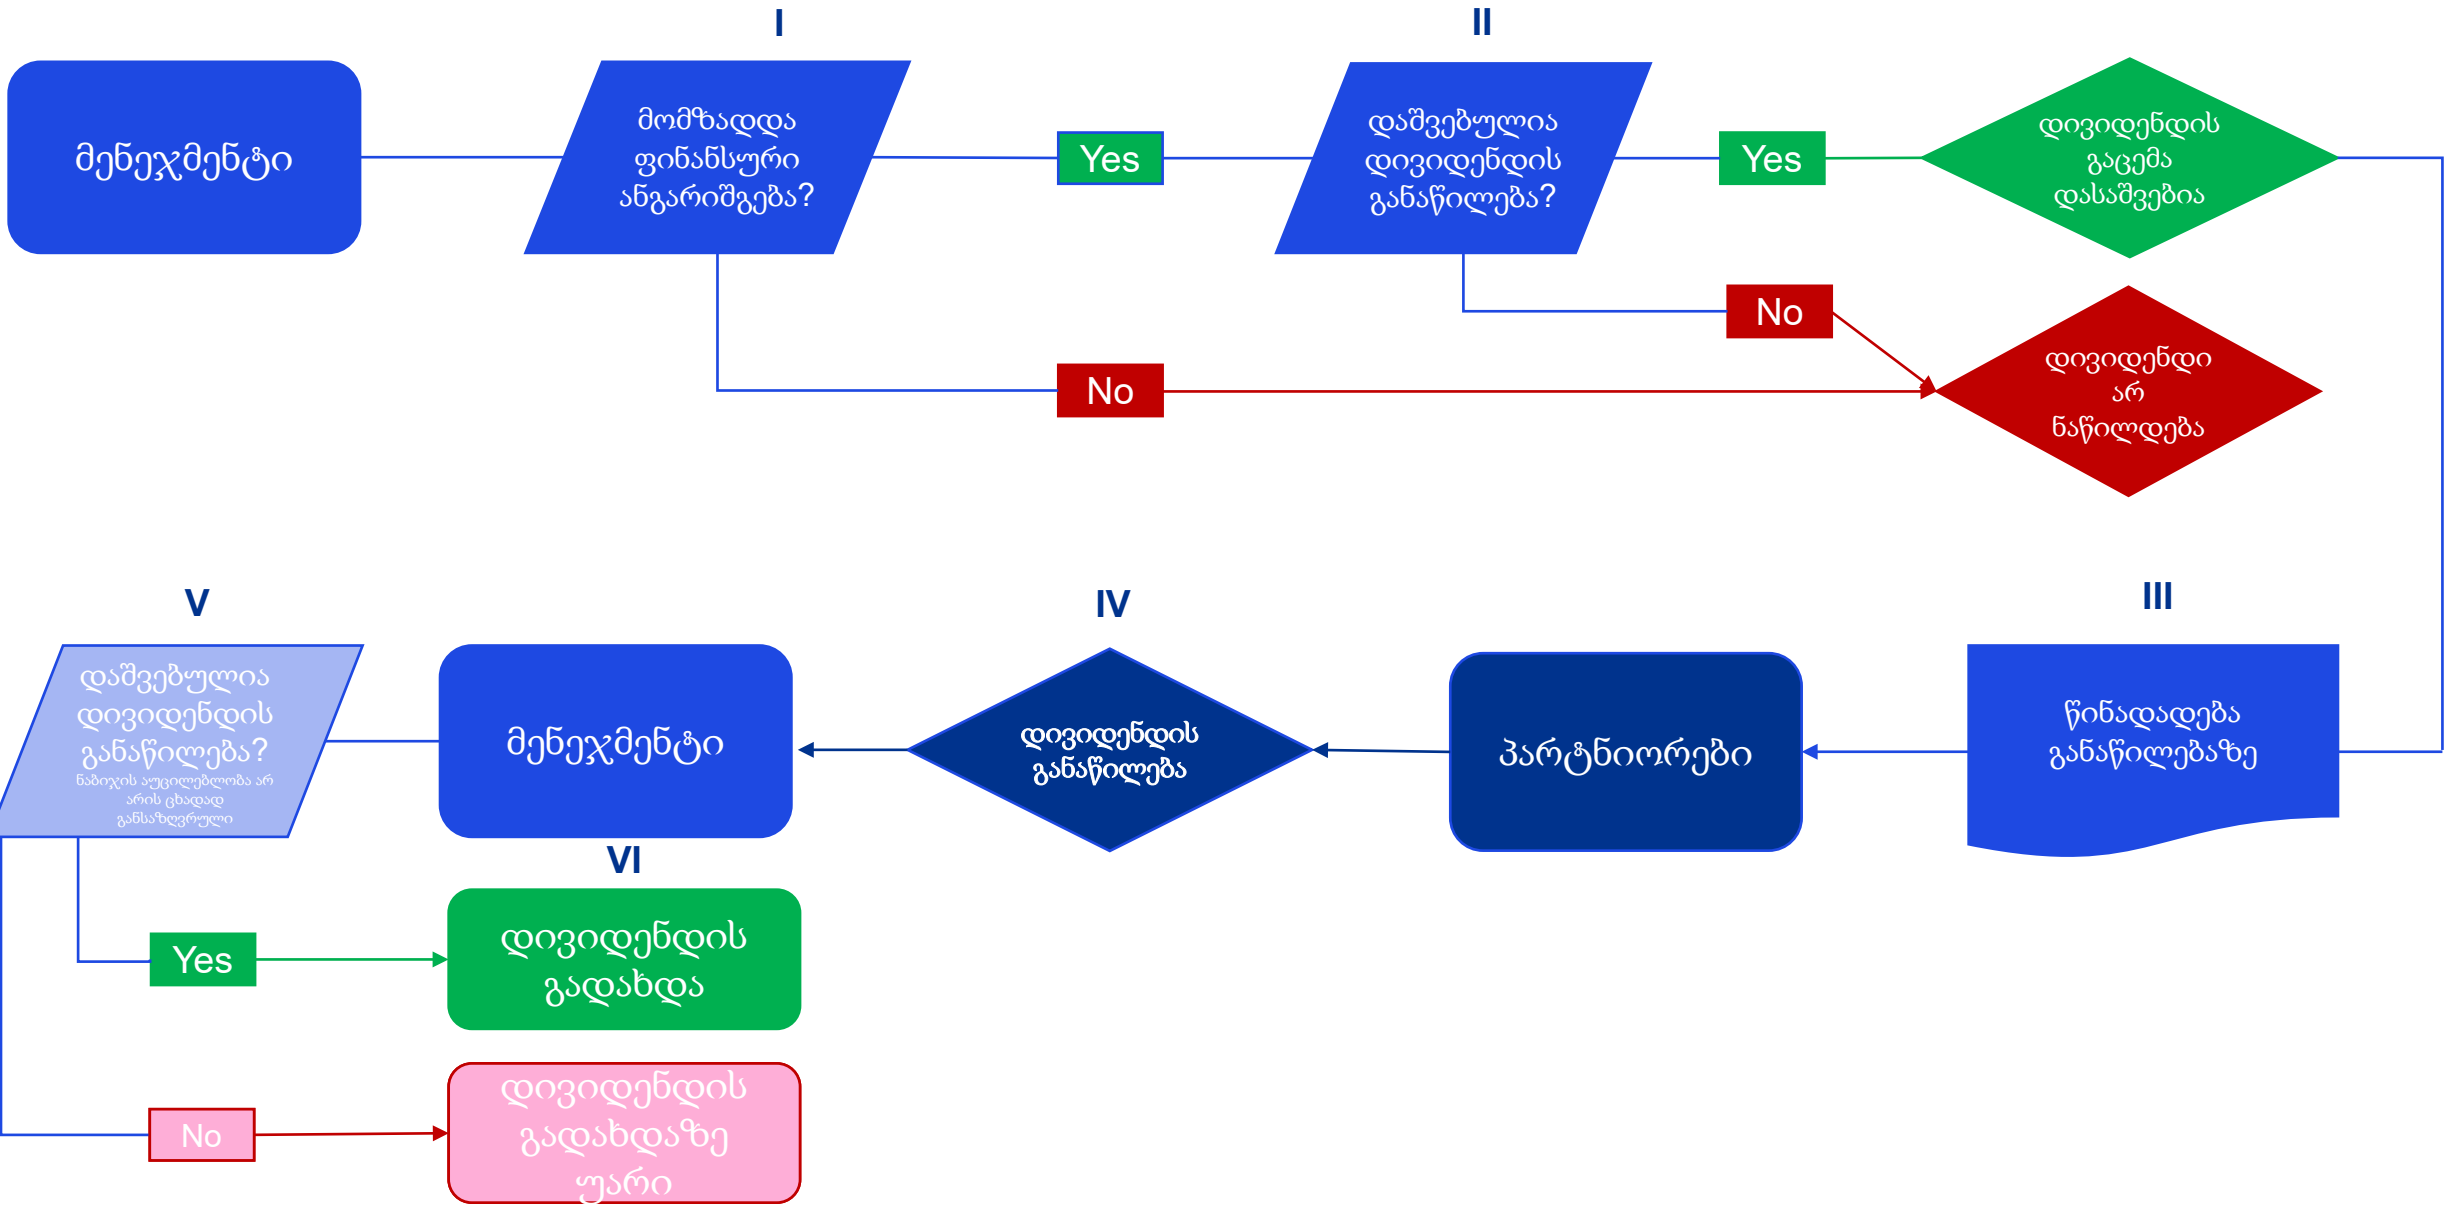 I
II
მენეჯმენტი
მომზადდა
ფინანსური
ანგარიშგება?
Yes
დაშვებულია
დივიდენდის
განაწილება?
Yes
დივიდენდის
გაცემა
დასაშვებია
No
No
დივიდენდი
არ
ნაწილდება
V
IV
III
დაშვებულია
დივიდენდის
განაწილება?
ნაბიჯის აუცილებლობა არ
არის ცხადად
განსაზღვრული
მენეჯმენტი
დივიდენდის
განაწილება
პარტნიორები
წინადადება
განაწილებაზე
VI
Yes
დივიდენდის
გადახდა
No
დივიდენდის
გადახდაზე
უარი